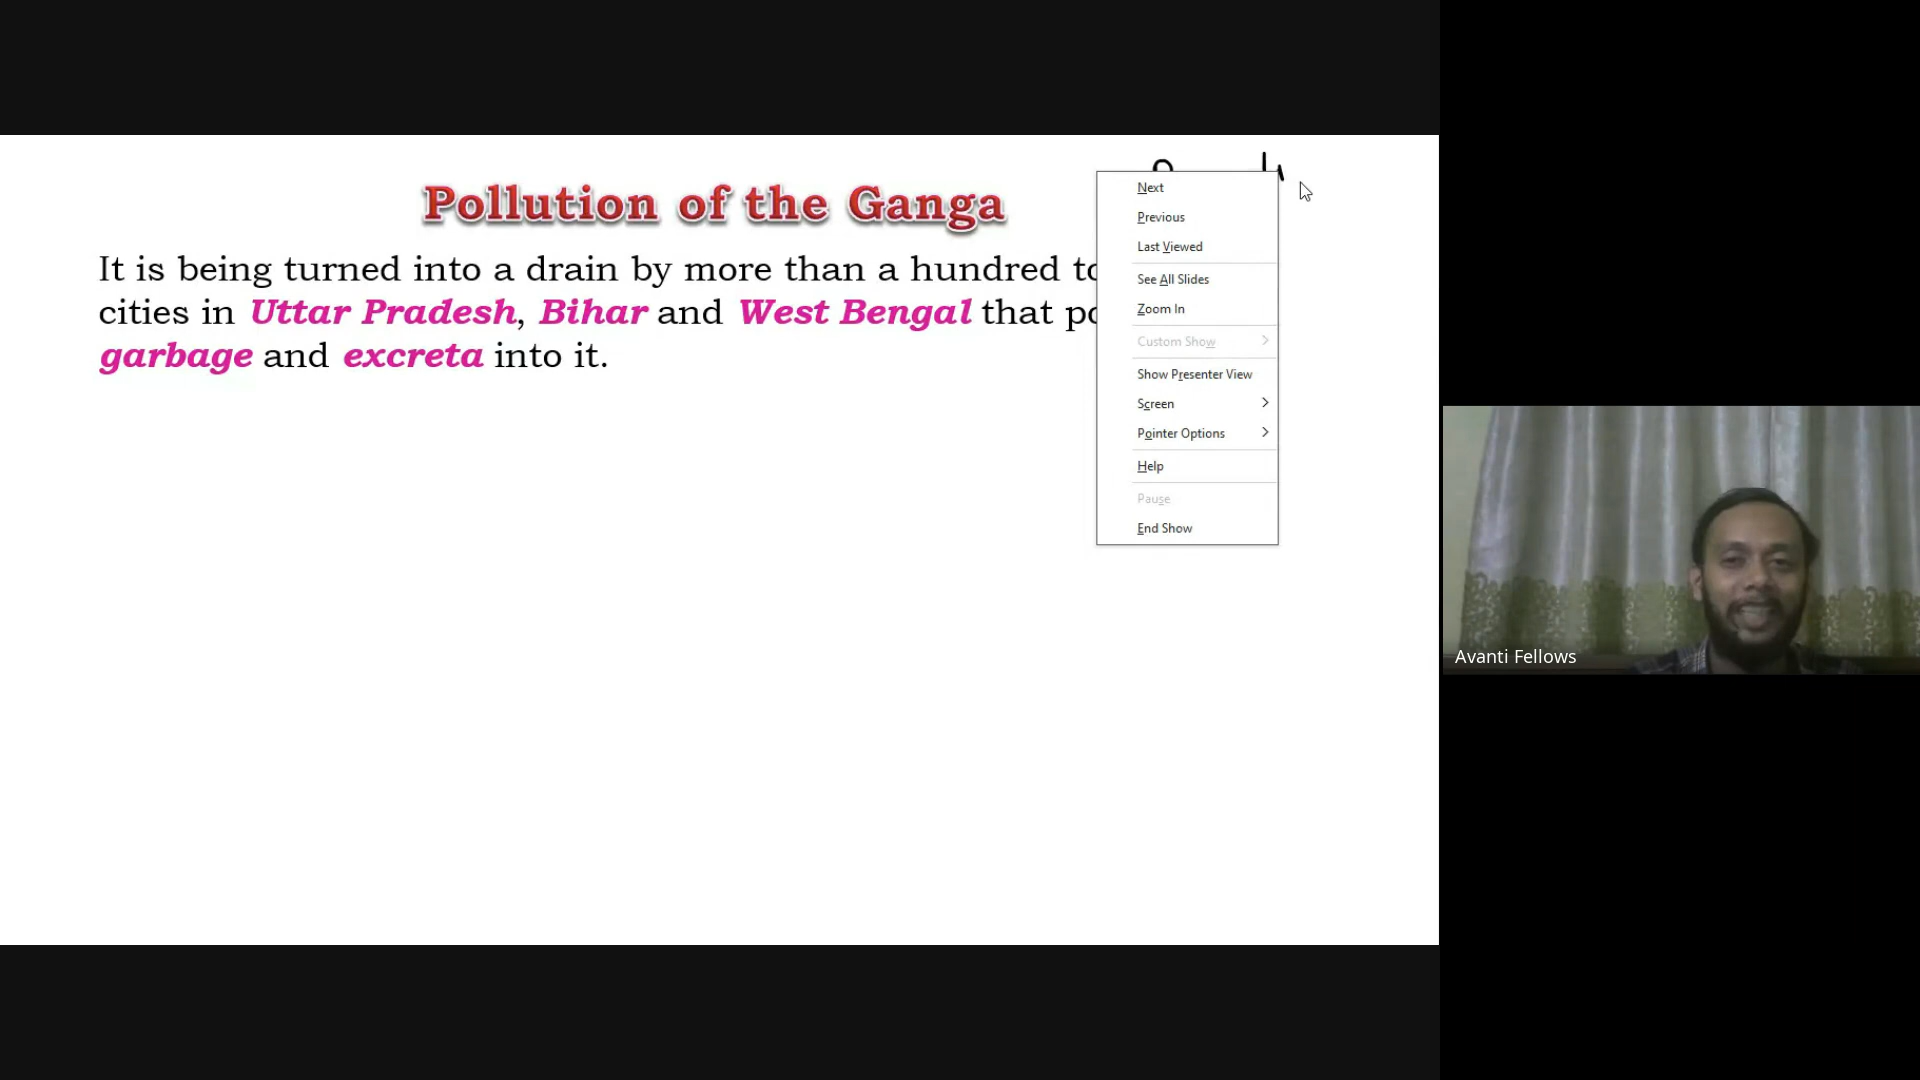 Pollution of the Ganga
It is being turned into a drain by more than a hundred
cities in Uttar Pradesh, Bihar and West Bengal that
garbage and excreta into it.
Next
Previous
Last Viewed
See All Slides
Zoom In
Custom Show
Show Presenter View
Screen
Pointer Options
Help
Pause
End Show
Avanti Fellows